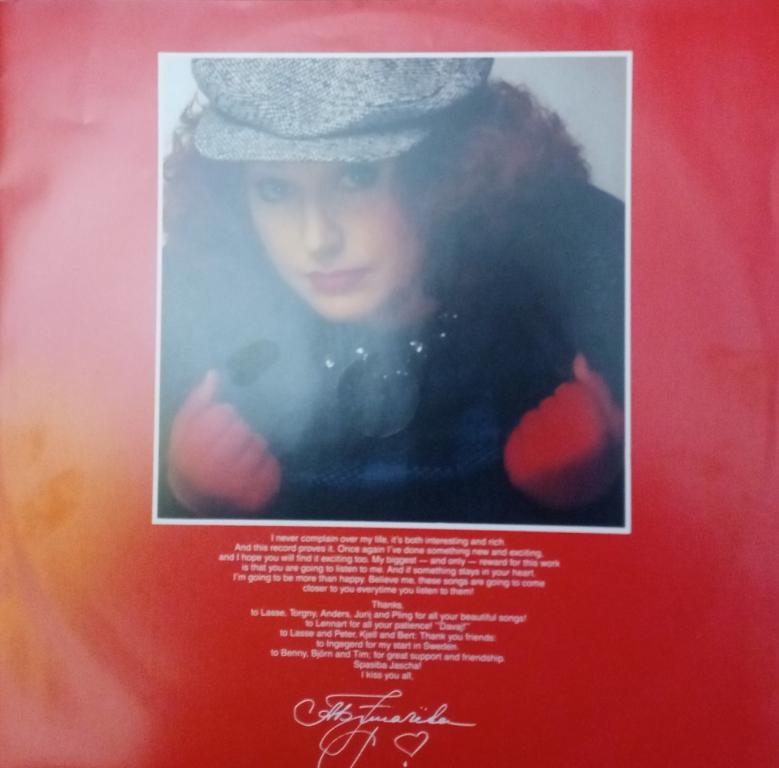 I never complain over my life, it's both interesting and rich.
And this record proves it. Once again I've done something new and exciting,
and I hope you will find it exciting too. My biggest — and only — reward for this work
is that you are going to listen to me. And if something stays in your heart,
I'm going to be more than happy. Believe me, these songs are going to come
closer to you everytime you listen to them!
Thanks,
to Lasse, Torgny, Anders, Jurij and Pling for all your beautiful songs!
to Lennart for all your patience! "Davaj!"
to Lasse and Peter, Kjell and Bert: Thank you friends:
to Ingegerd for my start in Sweden.
to Benny, Björn and Tim; for great support and friendship.
Spasiba Jascha!
I kiss you all,